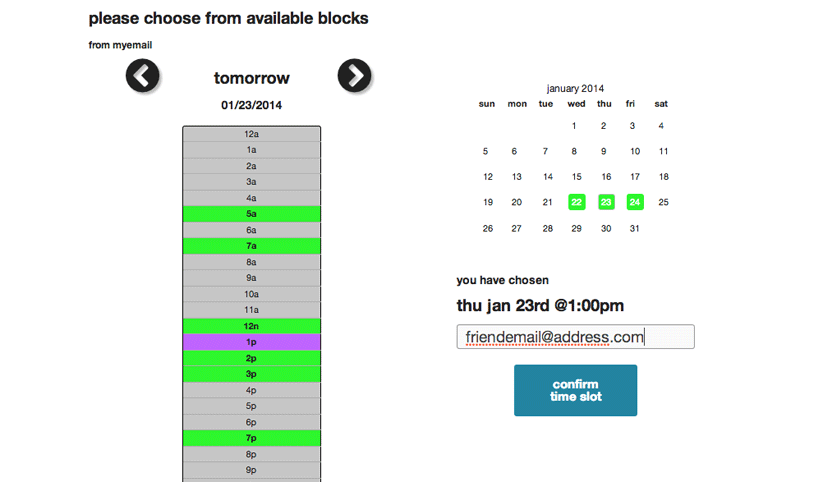 please choose from available blocks
from myemail
tomorrow
01/23/2014
12a
1a
2a
3a
4a
5a
6a
7a
8a
9a
10a
11a
12n
1p
2p
3p
4p
5p
6p
7p
8p
9p
january 2014
sun mon tue wed thu fri sat
1 2 3 4
5 6 7 8 9 10 11
12 13 14 15 16 17 18
19 20 21 22 23 24 25
26 27 28 29 30 31
you have chosen
thu jan 23rd @1:00pm
friendemail@address.com
confirm
time slot